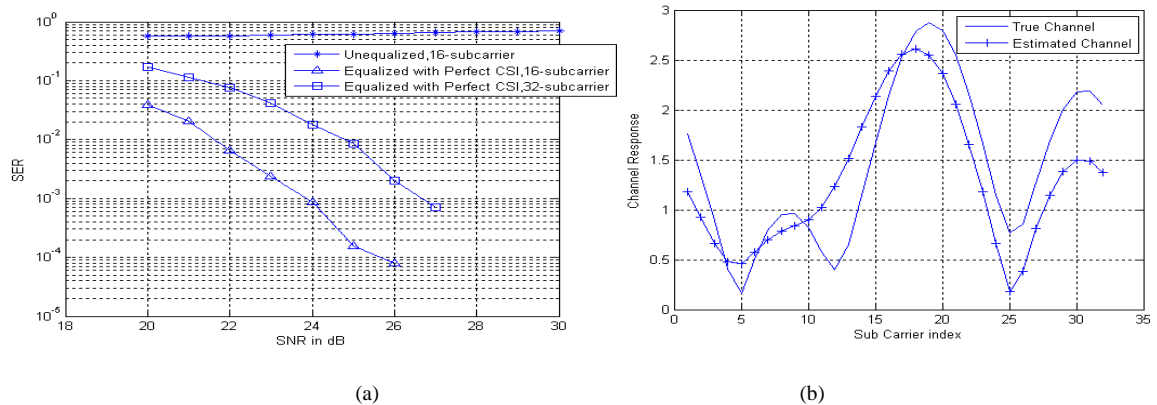 10^0
10^-1
10^-2
10^-3
10^-4
10^-5
SER
18 20 22 24 26 28 30
SNR in dB
Unequalized,16-subcarrier
Equalized with Perfect CSI,16-subcarrier
Equalized with Perfect CSI,32-subcarrier
(a)
3
2.5
2
1.5
1
0.5
0
Channel Response
0 5 10 15 20 25 30 35
Sub Carrier index
True Channel
Estimated Channel
(b)